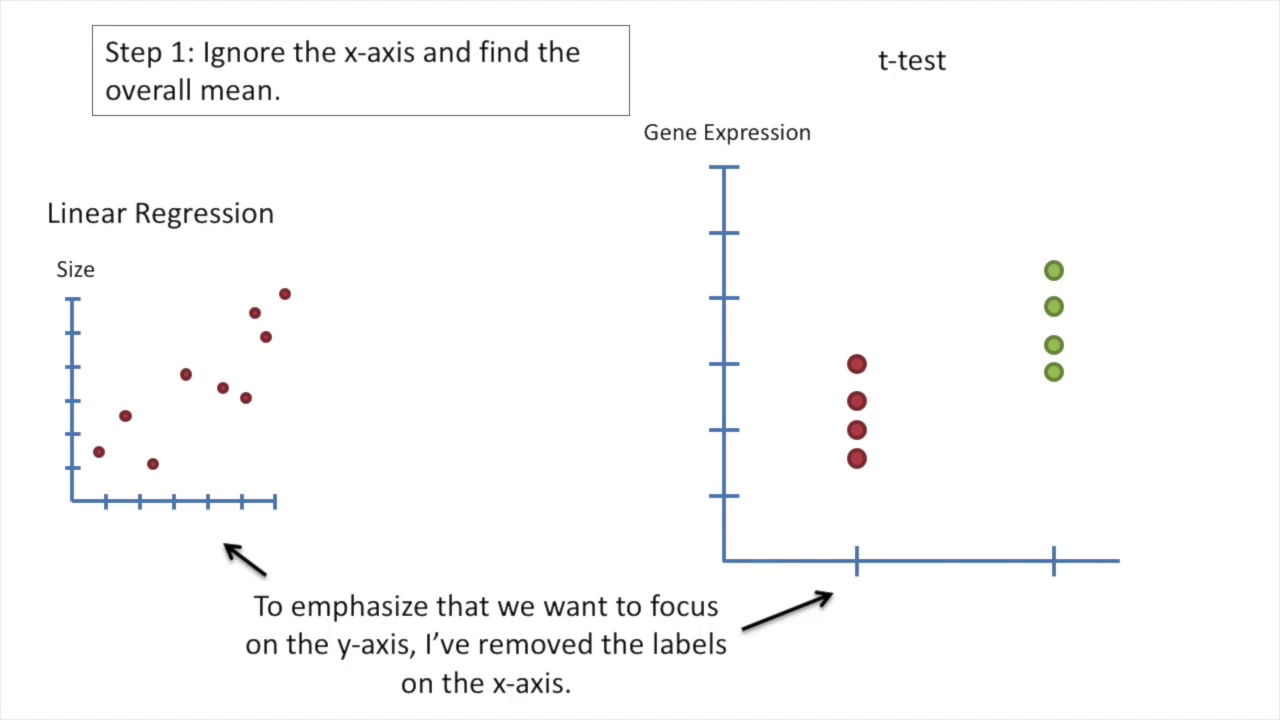 Step 1: Ignore the x-axis and find the
overall mean.
t-test
Gene Expression
Linear Regression
Size
To emphasize that we want to focus
on the y-axis, I’ve removed the labels
on the x-axis.